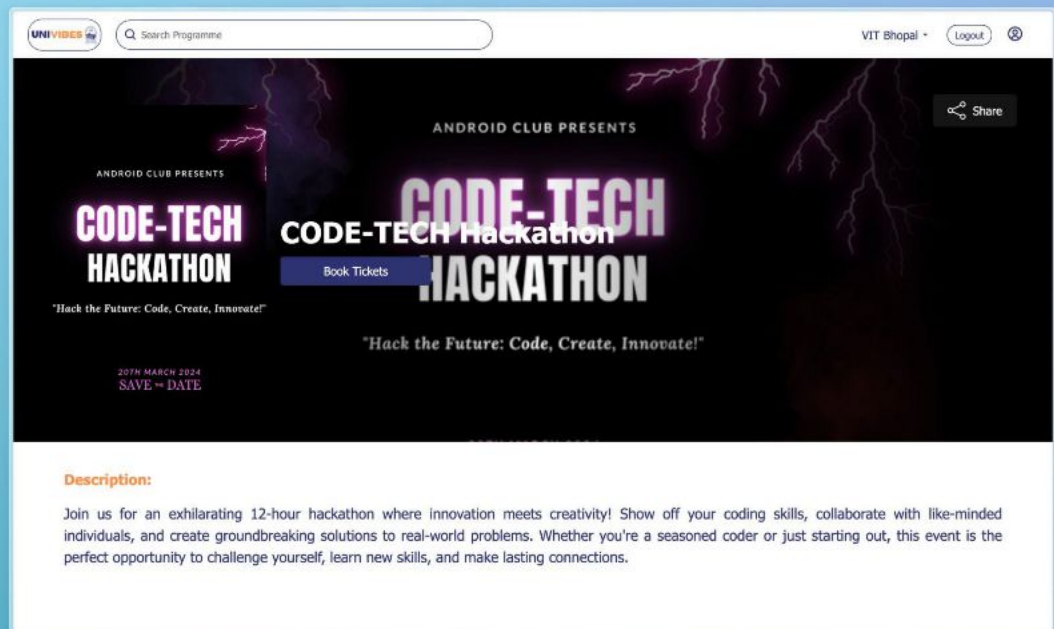 UNIVIBES
Search Programme
VIT Bhopal
Logout
Share
ANDROID CLUB PRESENTS
CODE-TECH
HACKATHON
"Hack the Future: Code, Create, Innovate!"
20TH MARCH 2024
SAVE THE DATE
ANDROID CLUB PRESENTS
CODE-TECH
HACKATHON
"Hack the Future: Code, Create, Innovate!"
CODE-TECH Hackathon
Book Tickets
Description:
Join us for an exhilarating 12-hour hackathon where innovation meets creativity! Show off your coding skills, collaborate with like-minded
individuals, and create groundbreaking solutions to real-world problems. Whether you're a seasoned coder or just starting out, this event is the
perfect opportunity to challenge yourself, learn new skills, and make lasting connections.